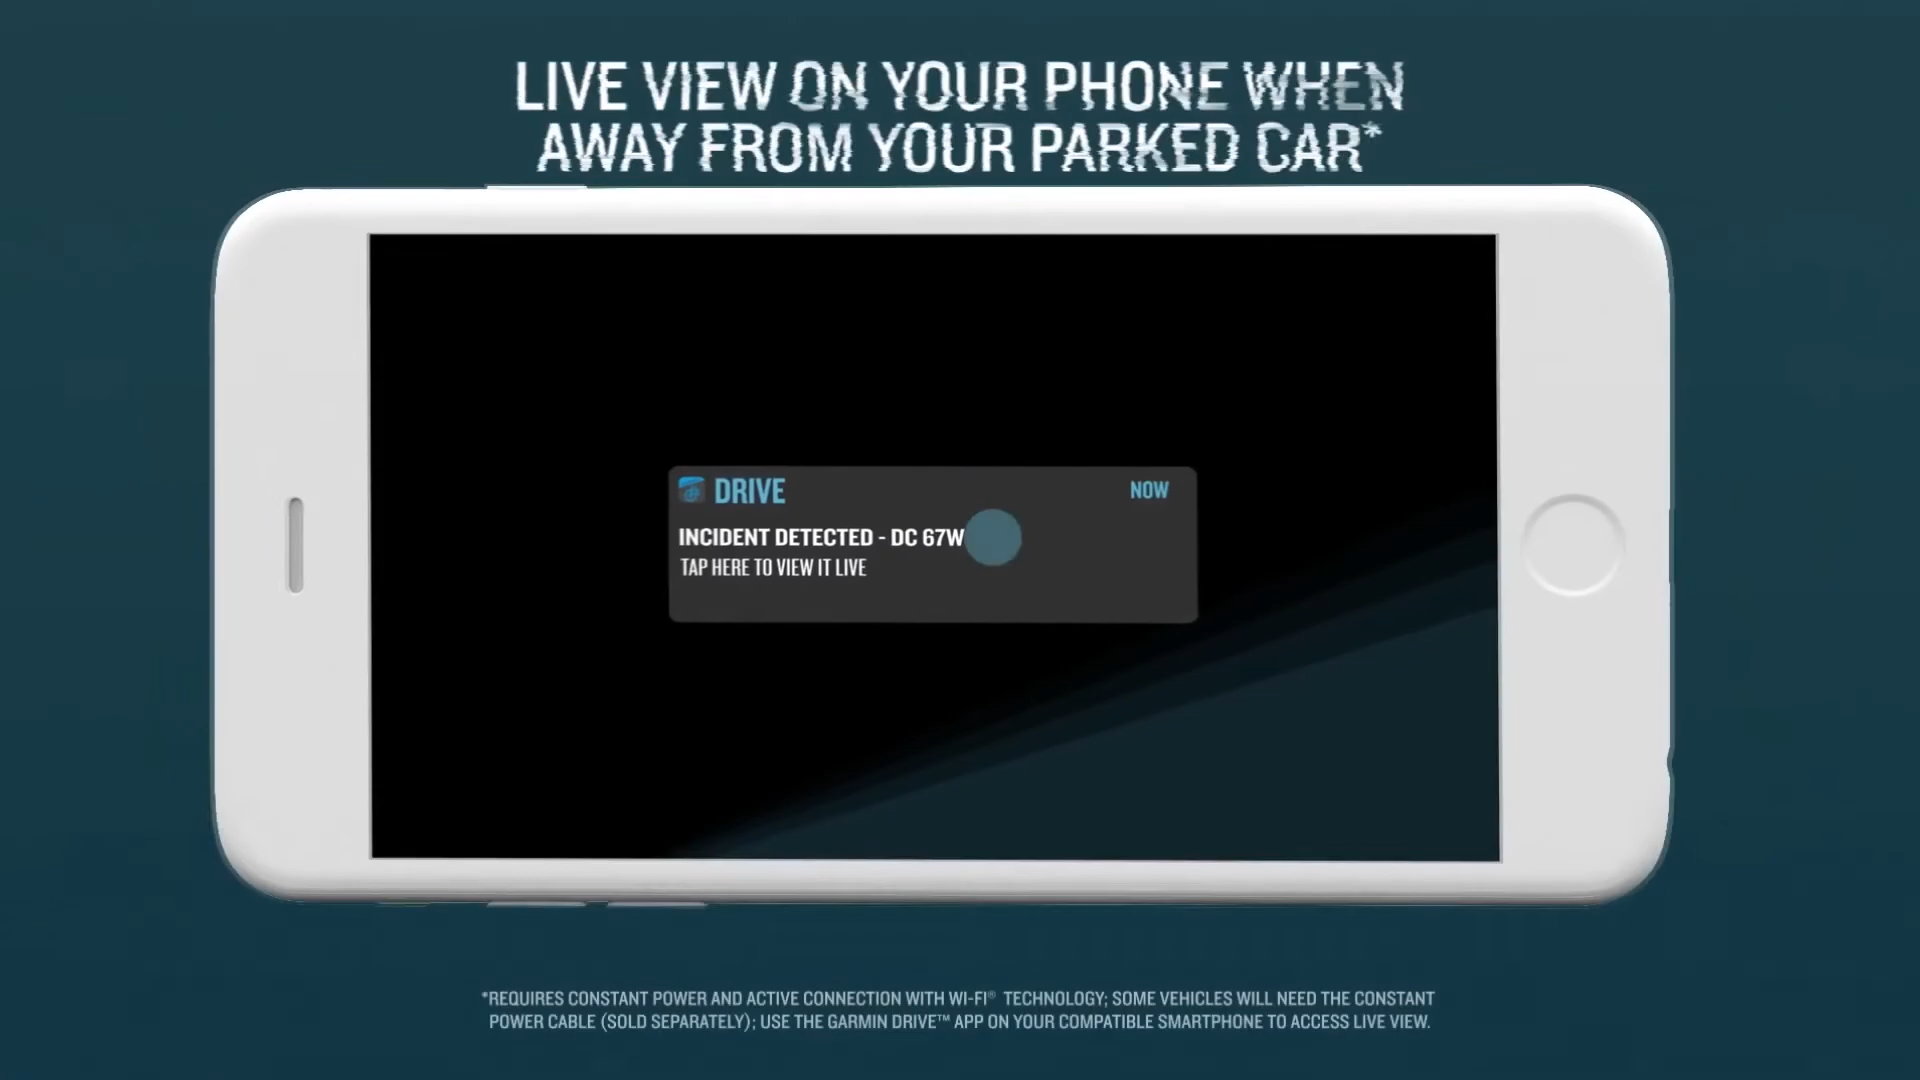 LIVE VIEW ON YOUR PHONE WHEN
AWAY FROM YOUR PARKED CAR*
DRIVE
NOW
INCIDENT DETECTED - DC 67W
TAP HERE TO VIEW IT LIVE
*REQUIRES CONSTANT POWER AND ACTIVE CONNECTION WITH WI-FI® TECHNOLOGY; SOME VEHICLES WILL NEED THE CONSTANT
POWER CABLE (SOLD SEPARATELY); USE THE GARMIN DRIVE™ APP ON YOUR COMPATIBLE SMARTPHONE TO ACCESS LIVE VIEW.